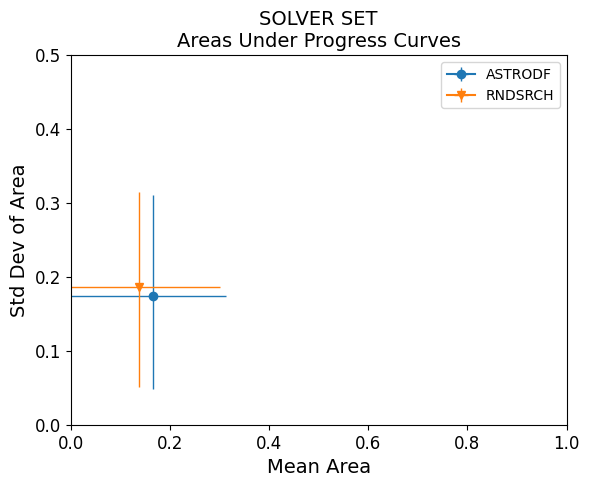 SOLVER SET
Areas Under Progress Curves
ASTRODF
RNDSRCH
Std Dev of Area
0.5
0.4
0.3
0.2
0.1
0.0
0.0 0.2 0.4 0.6 0.8 1.0
Mean Area